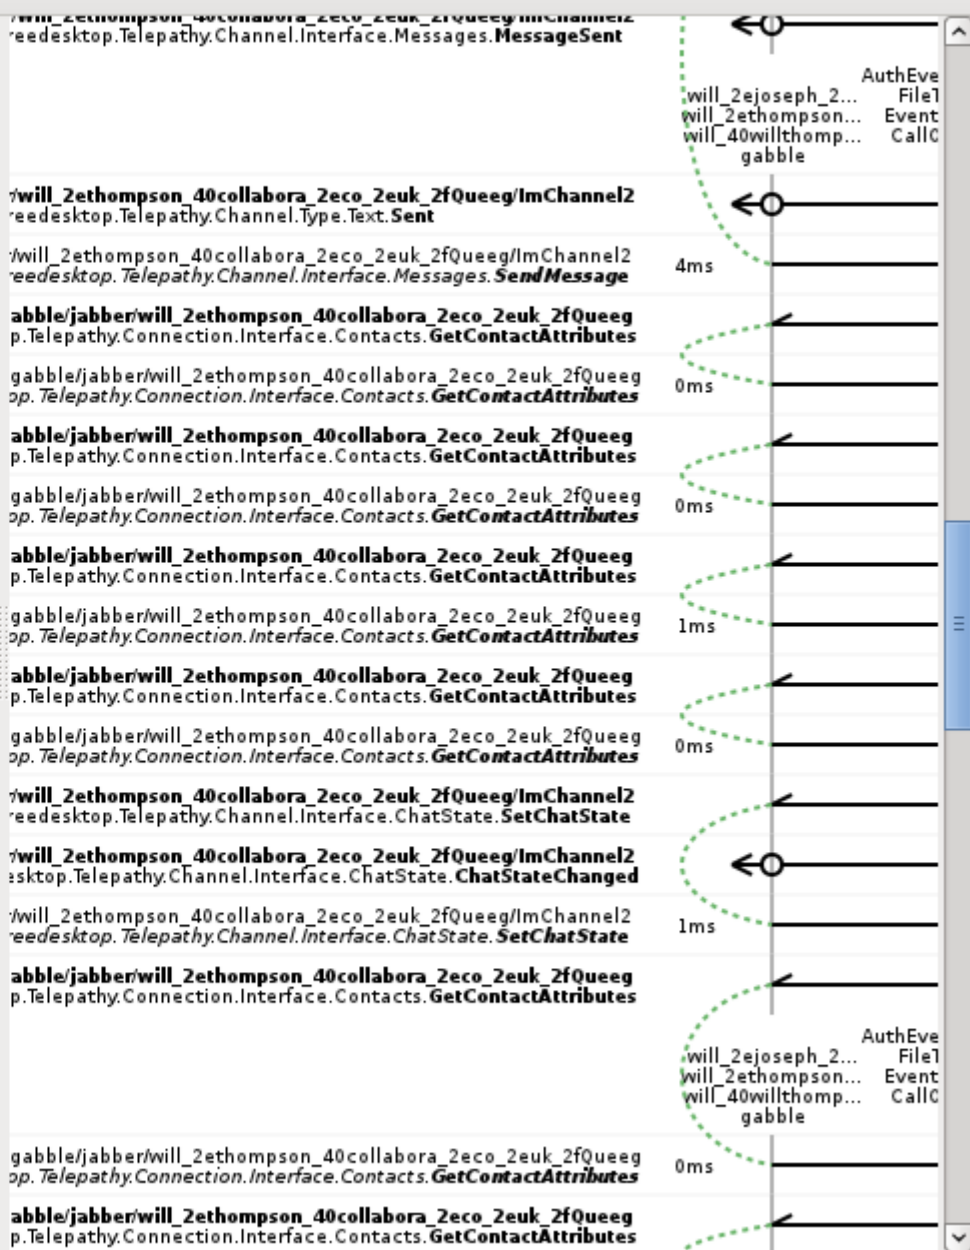 /will_2ethompson_40collabora_2eco_2euk_2fQueeg/ImChannel2
reedesktop.Telepathy.Channel.Interface.Messages.MessageSent
AuthEve
will_2ejoseph_2... FileT
will_2ethompson... Event
will_40willthomp... CallO
gabble
/will_2ethompson_40collabora_2eco_2euk_2fQueeg/ImChannel2
reedesktop.Telepathy.Channel.Type.Text.Sent
/will_2ethompson_40collabora_2eco_2euk_2fQueeg/ImChannel2
reedesktop.Telepathy.Channel.Interface.Messages.SendMessage
4ms
abble/jabber/will_2ethompson_40collabora_2eco_2euk_2fQueeg
p.Telepathy.Connection.Interface.Contacts.GetContactAttributes
gabble/jabber/will_2ethompson_40collabora_2eco_2euk_2fQueeg
op.Telepathy.Connection.Interface.Contacts.GetContactAttributes
0ms
abble/jabber/will_2ethompson_40collabora_2eco_2euk_2fQueeg
p.Telepathy.Connection.Interface.Contacts.GetContactAttributes
gabble/jabber/will_2ethompson_40collabora_2eco_2euk_2fQueeg
op.Telepathy.Connection.Interface.Contacts.GetContactAttributes
0ms
abble/jabber/will_2ethompson_40collabora_2eco_2euk_2fQueeg
p.Telepathy.Connection.Interface.Contacts.GetContactAttributes
gabble/jabber/will_2ethompson_40collabora_2eco_2euk_2fQueeg
op.Telepathy.Connection.Interface.Contacts.GetContactAttributes
1ms
abble/jabber/will_2ethompson_40collabora_2eco_2euk_2fQueeg
p.Telepathy.Connection.Interface.Contacts.GetContactAttributes
gabble/jabber/will_2ethompson_40collabora_2eco_2euk_2fQueeg
op.Telepathy.Connection.Interface.Contacts.GetContactAttributes
0ms
/will_2ethompson_40collabora_2eco_2euk_2fQueeg/ImChannel2
reedesktop.Telepathy.Channel.Interface.ChatState.SetChatState
/will_2ethompson_40collabora_2eco_2euk_2fQueeg/ImChannel2
esktop.Telepathy.Channel.Interface.ChatState.ChatStateChanged
/will_2ethompson_40collabora_2eco_2euk_2fQueeg/ImChannel2
reedesktop.Telepathy.Channel.Interface.ChatState.SetChatState
1ms
abble/jabber/will_2ethompson_40collabora_2eco_2euk_2fQueeg
p.Telepathy.Connection.Interface.Contacts.GetContactAttributes
AuthEve
will_2ejoseph_2... FileT
will_2ethompson... Event
will_40willthomp... CallO
gabble
gabble/jabber/will_2ethompson_40collabora_2eco_2euk_2fQueeg
op.Telepathy.Connection.Interface.Contacts.GetContactAttributes
0ms
abble/jabber/will_2ethompson_40collabora_2eco_2euk_2fQueeg
p.Telepathy.Connection.Interface.Contacts.GetContactAttributes